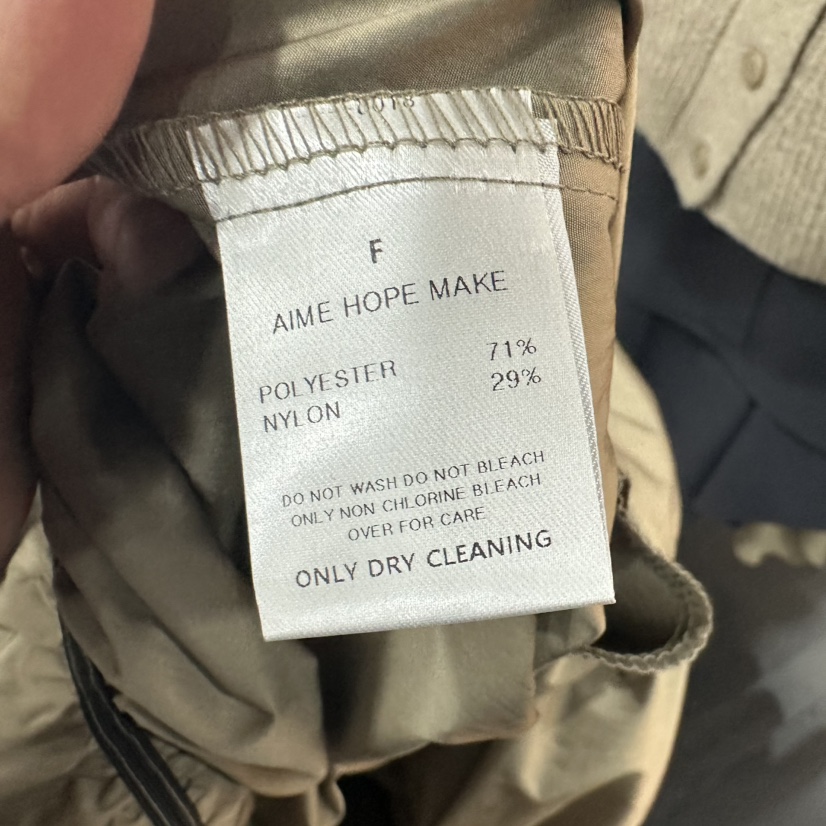 F
AIME HOPE MAKE
POLYESTER 71%
NYLON 29%
DO NOT WASH DO NOT BLEACH
ONLY NON CHLORINE BLEACH
OVER FOR CARE
ONLY DRY CLEANING